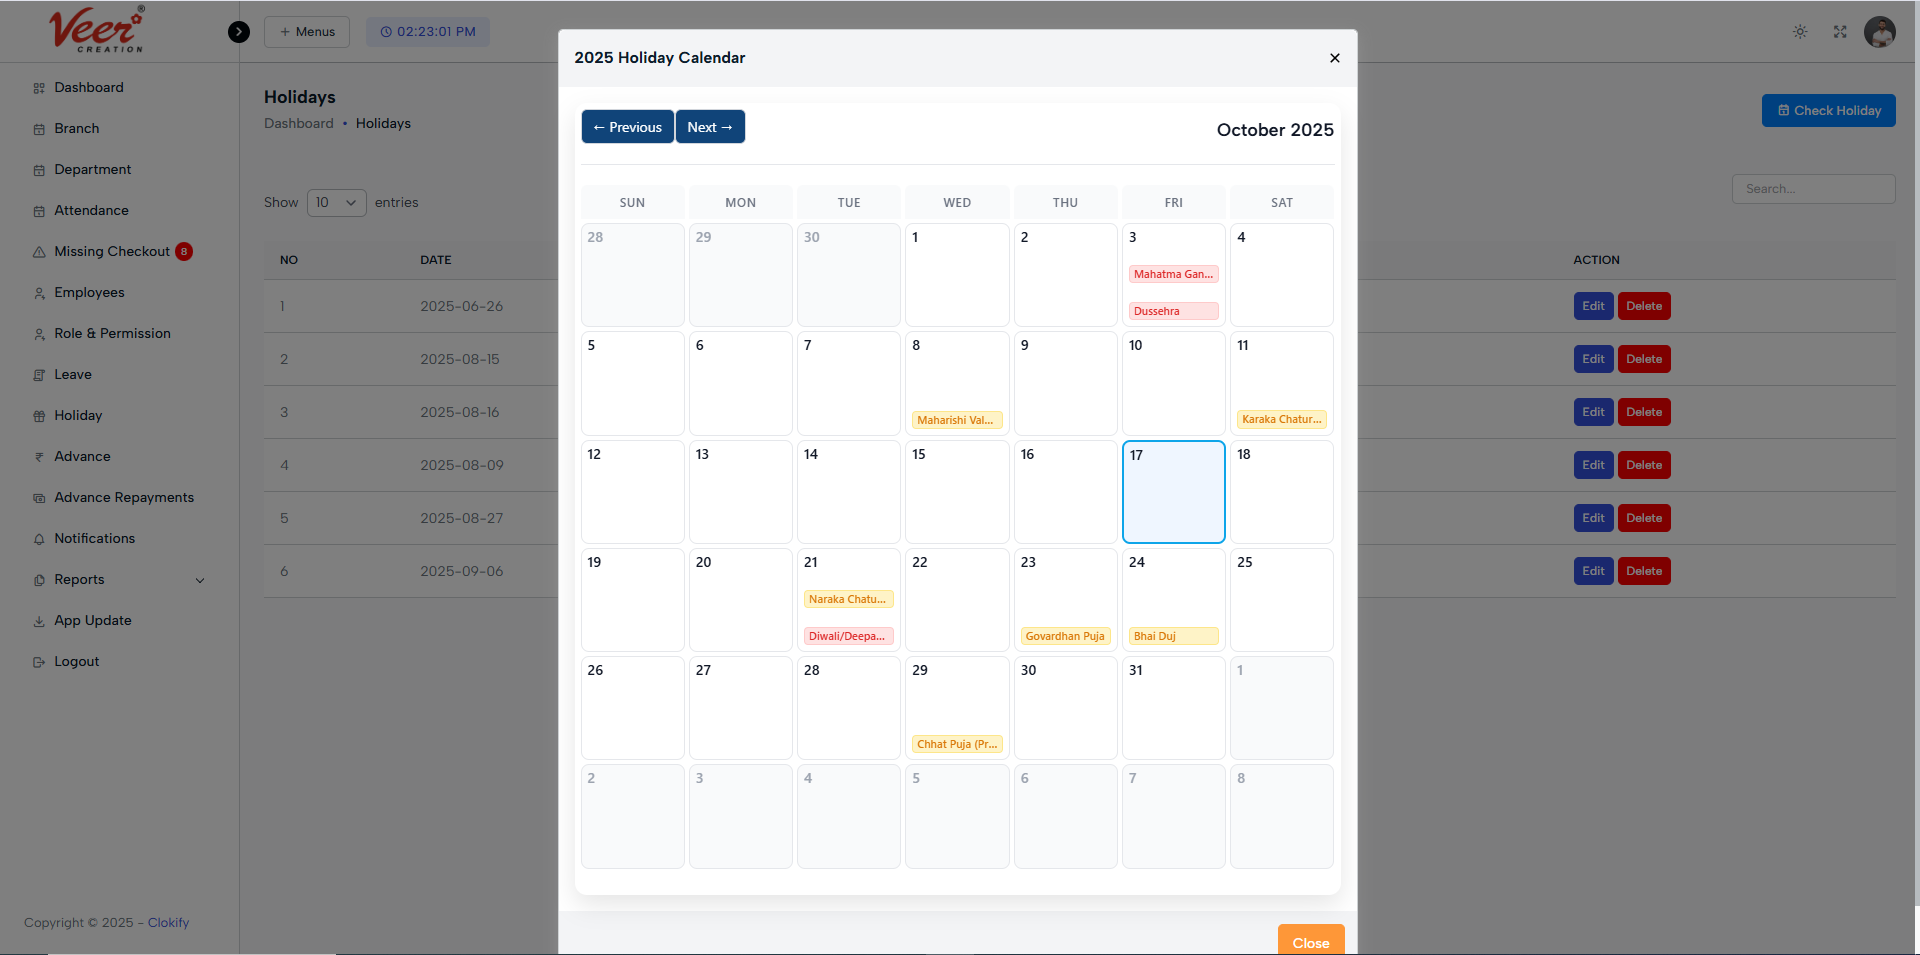 Veer®
CREATION
+ Menus
02:23:01 PM
Dashboard
Branch
Department
Attendance
Missing Checkout 8
Employees
Role & Permission
Leave
Holiday
Advance
Advance Repayments
Notifications
Reports
App Update
Logout
Copyright © 2025 - Clokify
Holidays
Dashboard • Holidays
Check Holiday
Show 10 entries
Search...
NO DATE ACTION
1 2025-06-26 Edit Delete
2 2025-08-15 Edit Delete
3 2025-08-16 Edit Delete
4 2025-08-09 Edit Delete
5 2025-08-27 Edit Delete
6 2025-09-06 Edit Delete
2025 Holiday Calendar ×
← Previous Next → October 2025
SUN MON TUE WED THU FRI SAT
28 29 30 1 2 3 4
Mahatma Gan...
Dussehra
5 6 7 8 9 10 11
Maharishi Val... Karaka Chatur...
12 13 14 15 16 17 18
19 20 21 22 23 24 25
Naraka Chatu...
Diwali/Deepa... Govardhan Puja Bhai Duj
26 27 28 29 30 31 1
Chhat Puja (Pr...
2 3 4 5 6 7 8
Close